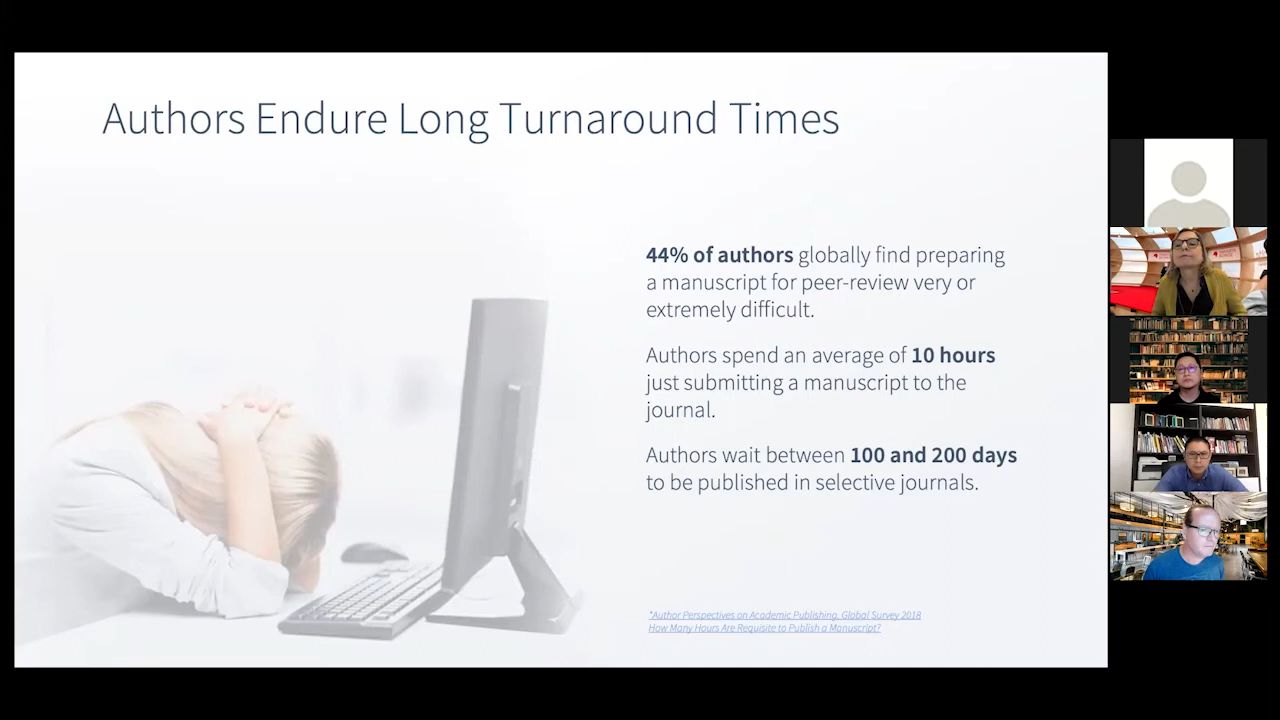 Authors Endure Long Turnaround Times
44% of authors globally find preparing
a manuscript for peer-review very or
extremely difficult.
Authors spend an average of 10 hours
just submitting a manuscript to the
journal.
Authors wait between 100 and 200 days
to be published in selective journals.
*Author Perspectives on Academic Publishing, Global Survey 2018
How Many Hours Are Requisite to Publish a Manuscript?